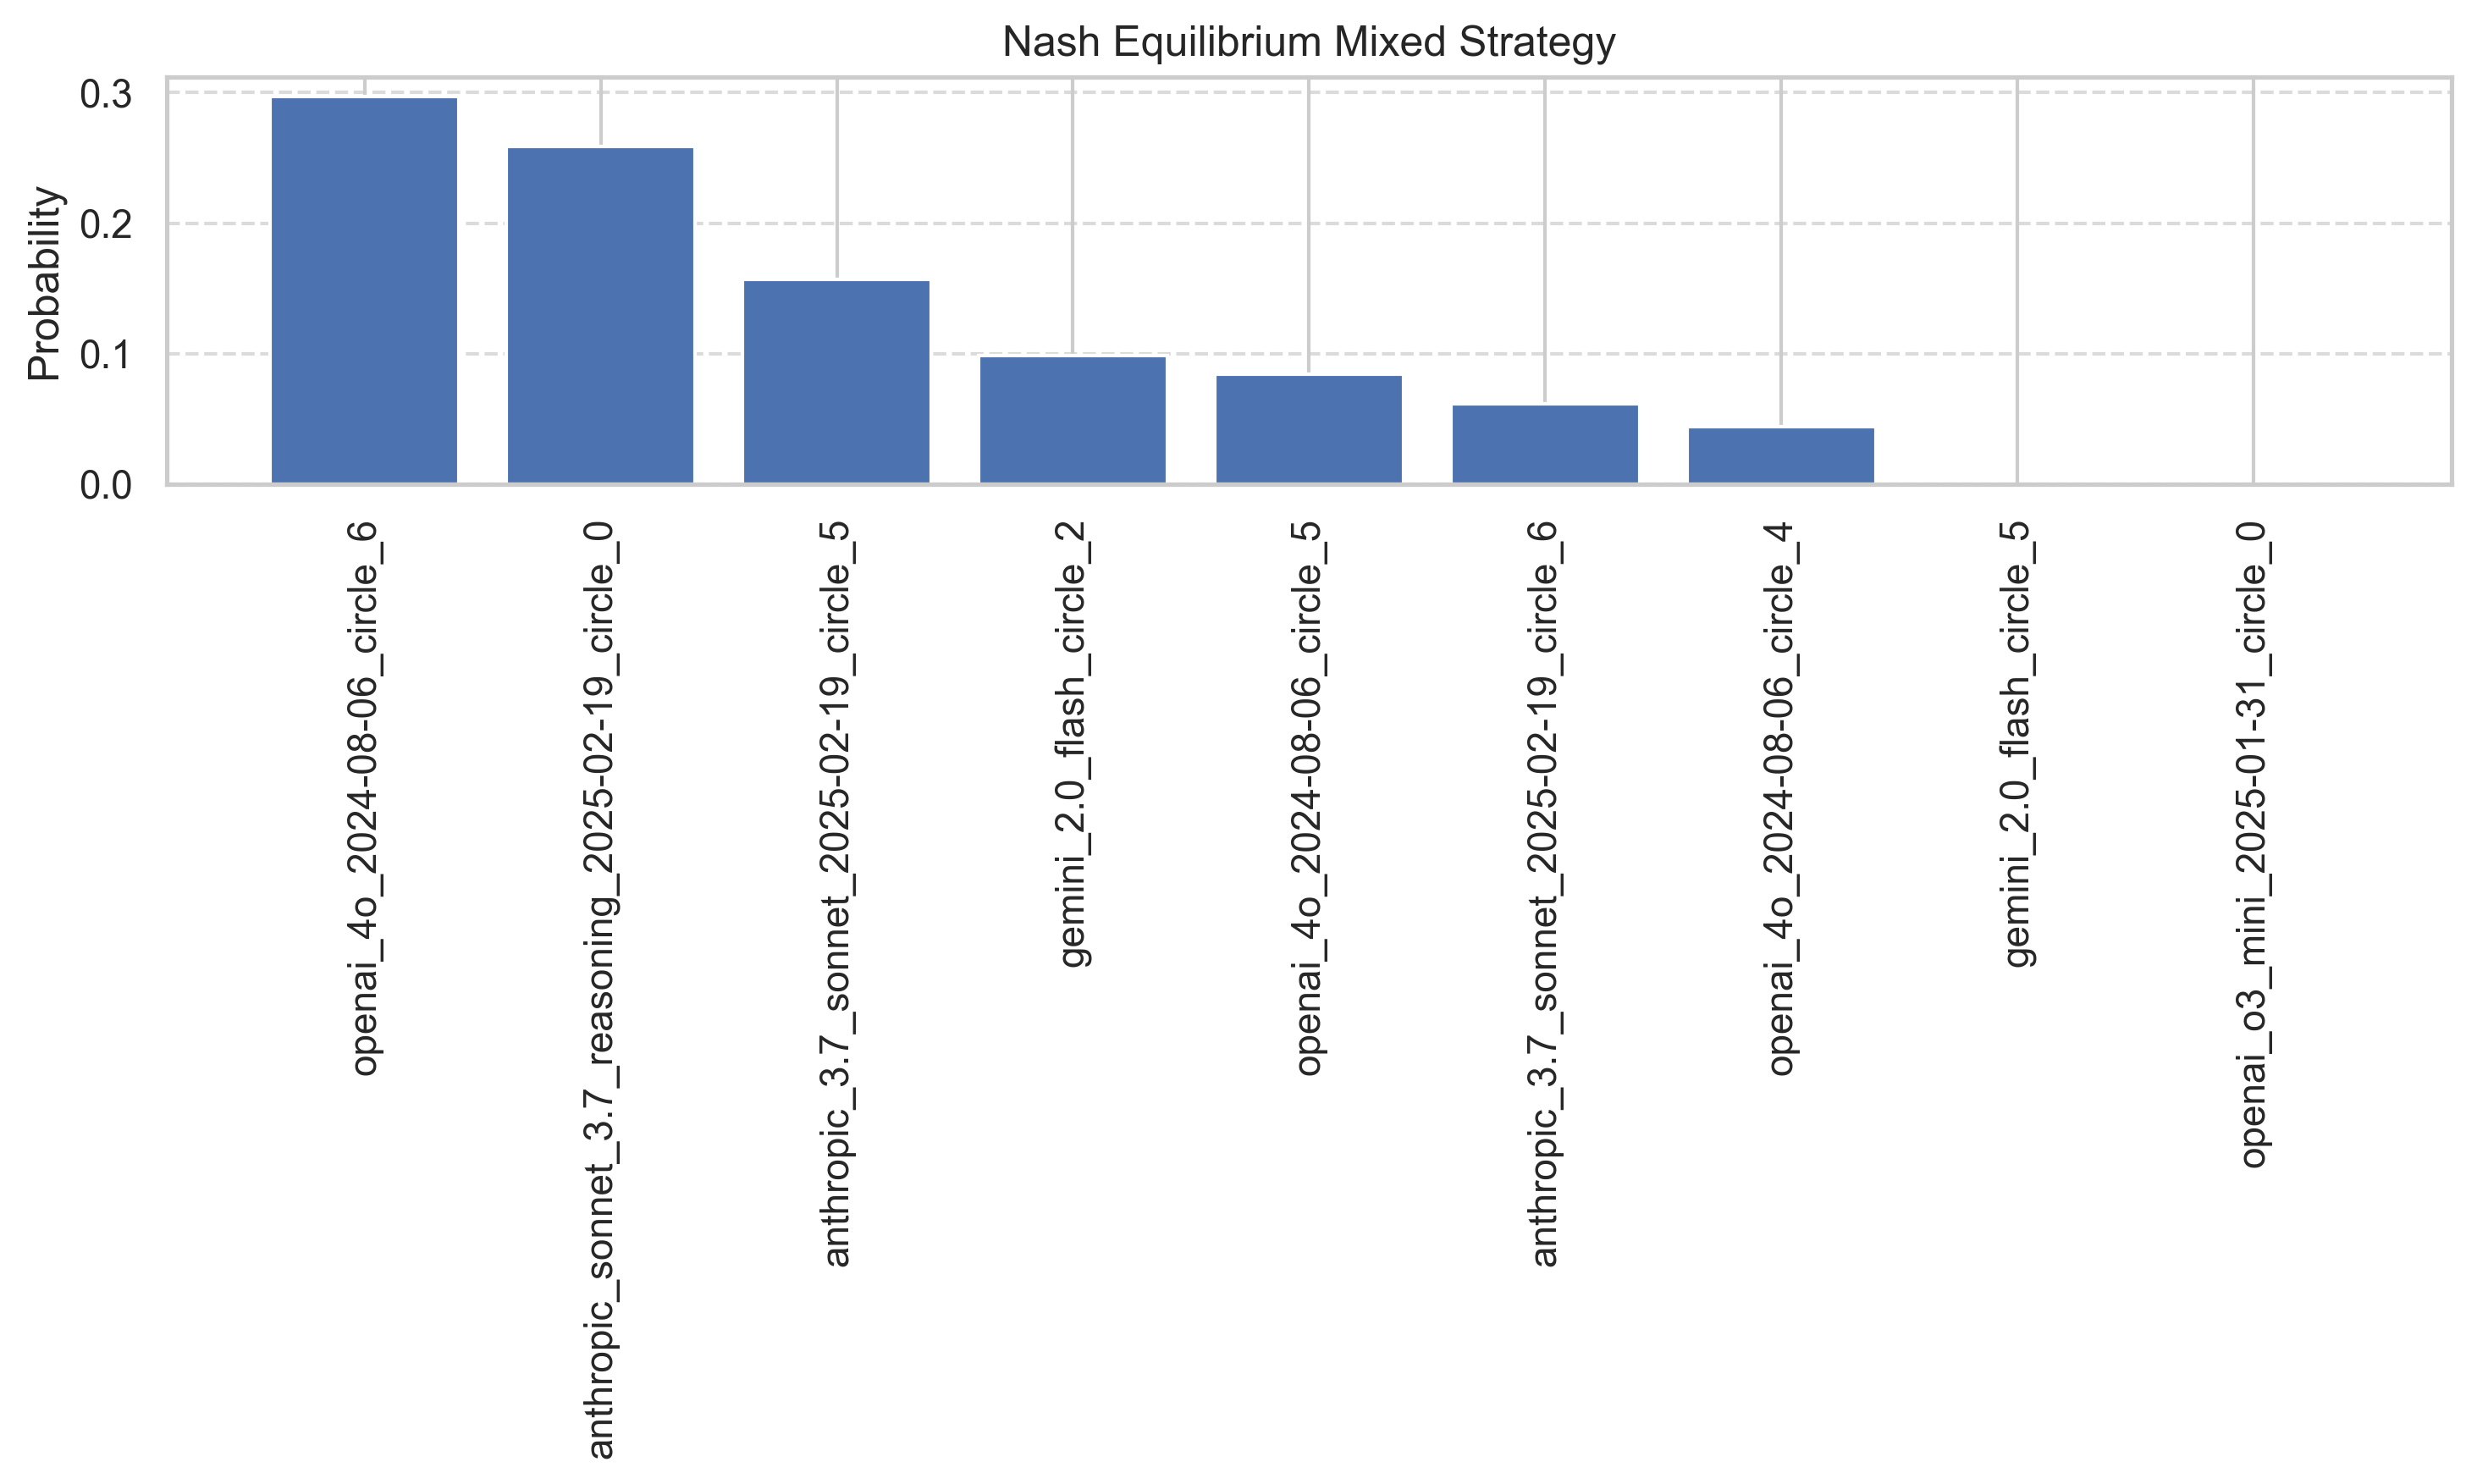 Nash Equilibrium Mixed Strategy
Probability
0.3
0.2
0.1
0.0
openai_4o_2024-08-06_circle_6
anthropic_sonnet_3.7_reasoning_2025-02-19_circle_0
anthropic_3.7_sonnet_2025-02-19_circle_5
gemini_2.0_flash_circle_2
openai_4o_2024-08-06_circle_5
anthropic_3.7_sonnet_2025-02-19_circle_6
openai_4o_2024-08-06_circle_4
gemini_2.0_flash_circle_5
openai_o3_mini_2025-01-31_circle_0